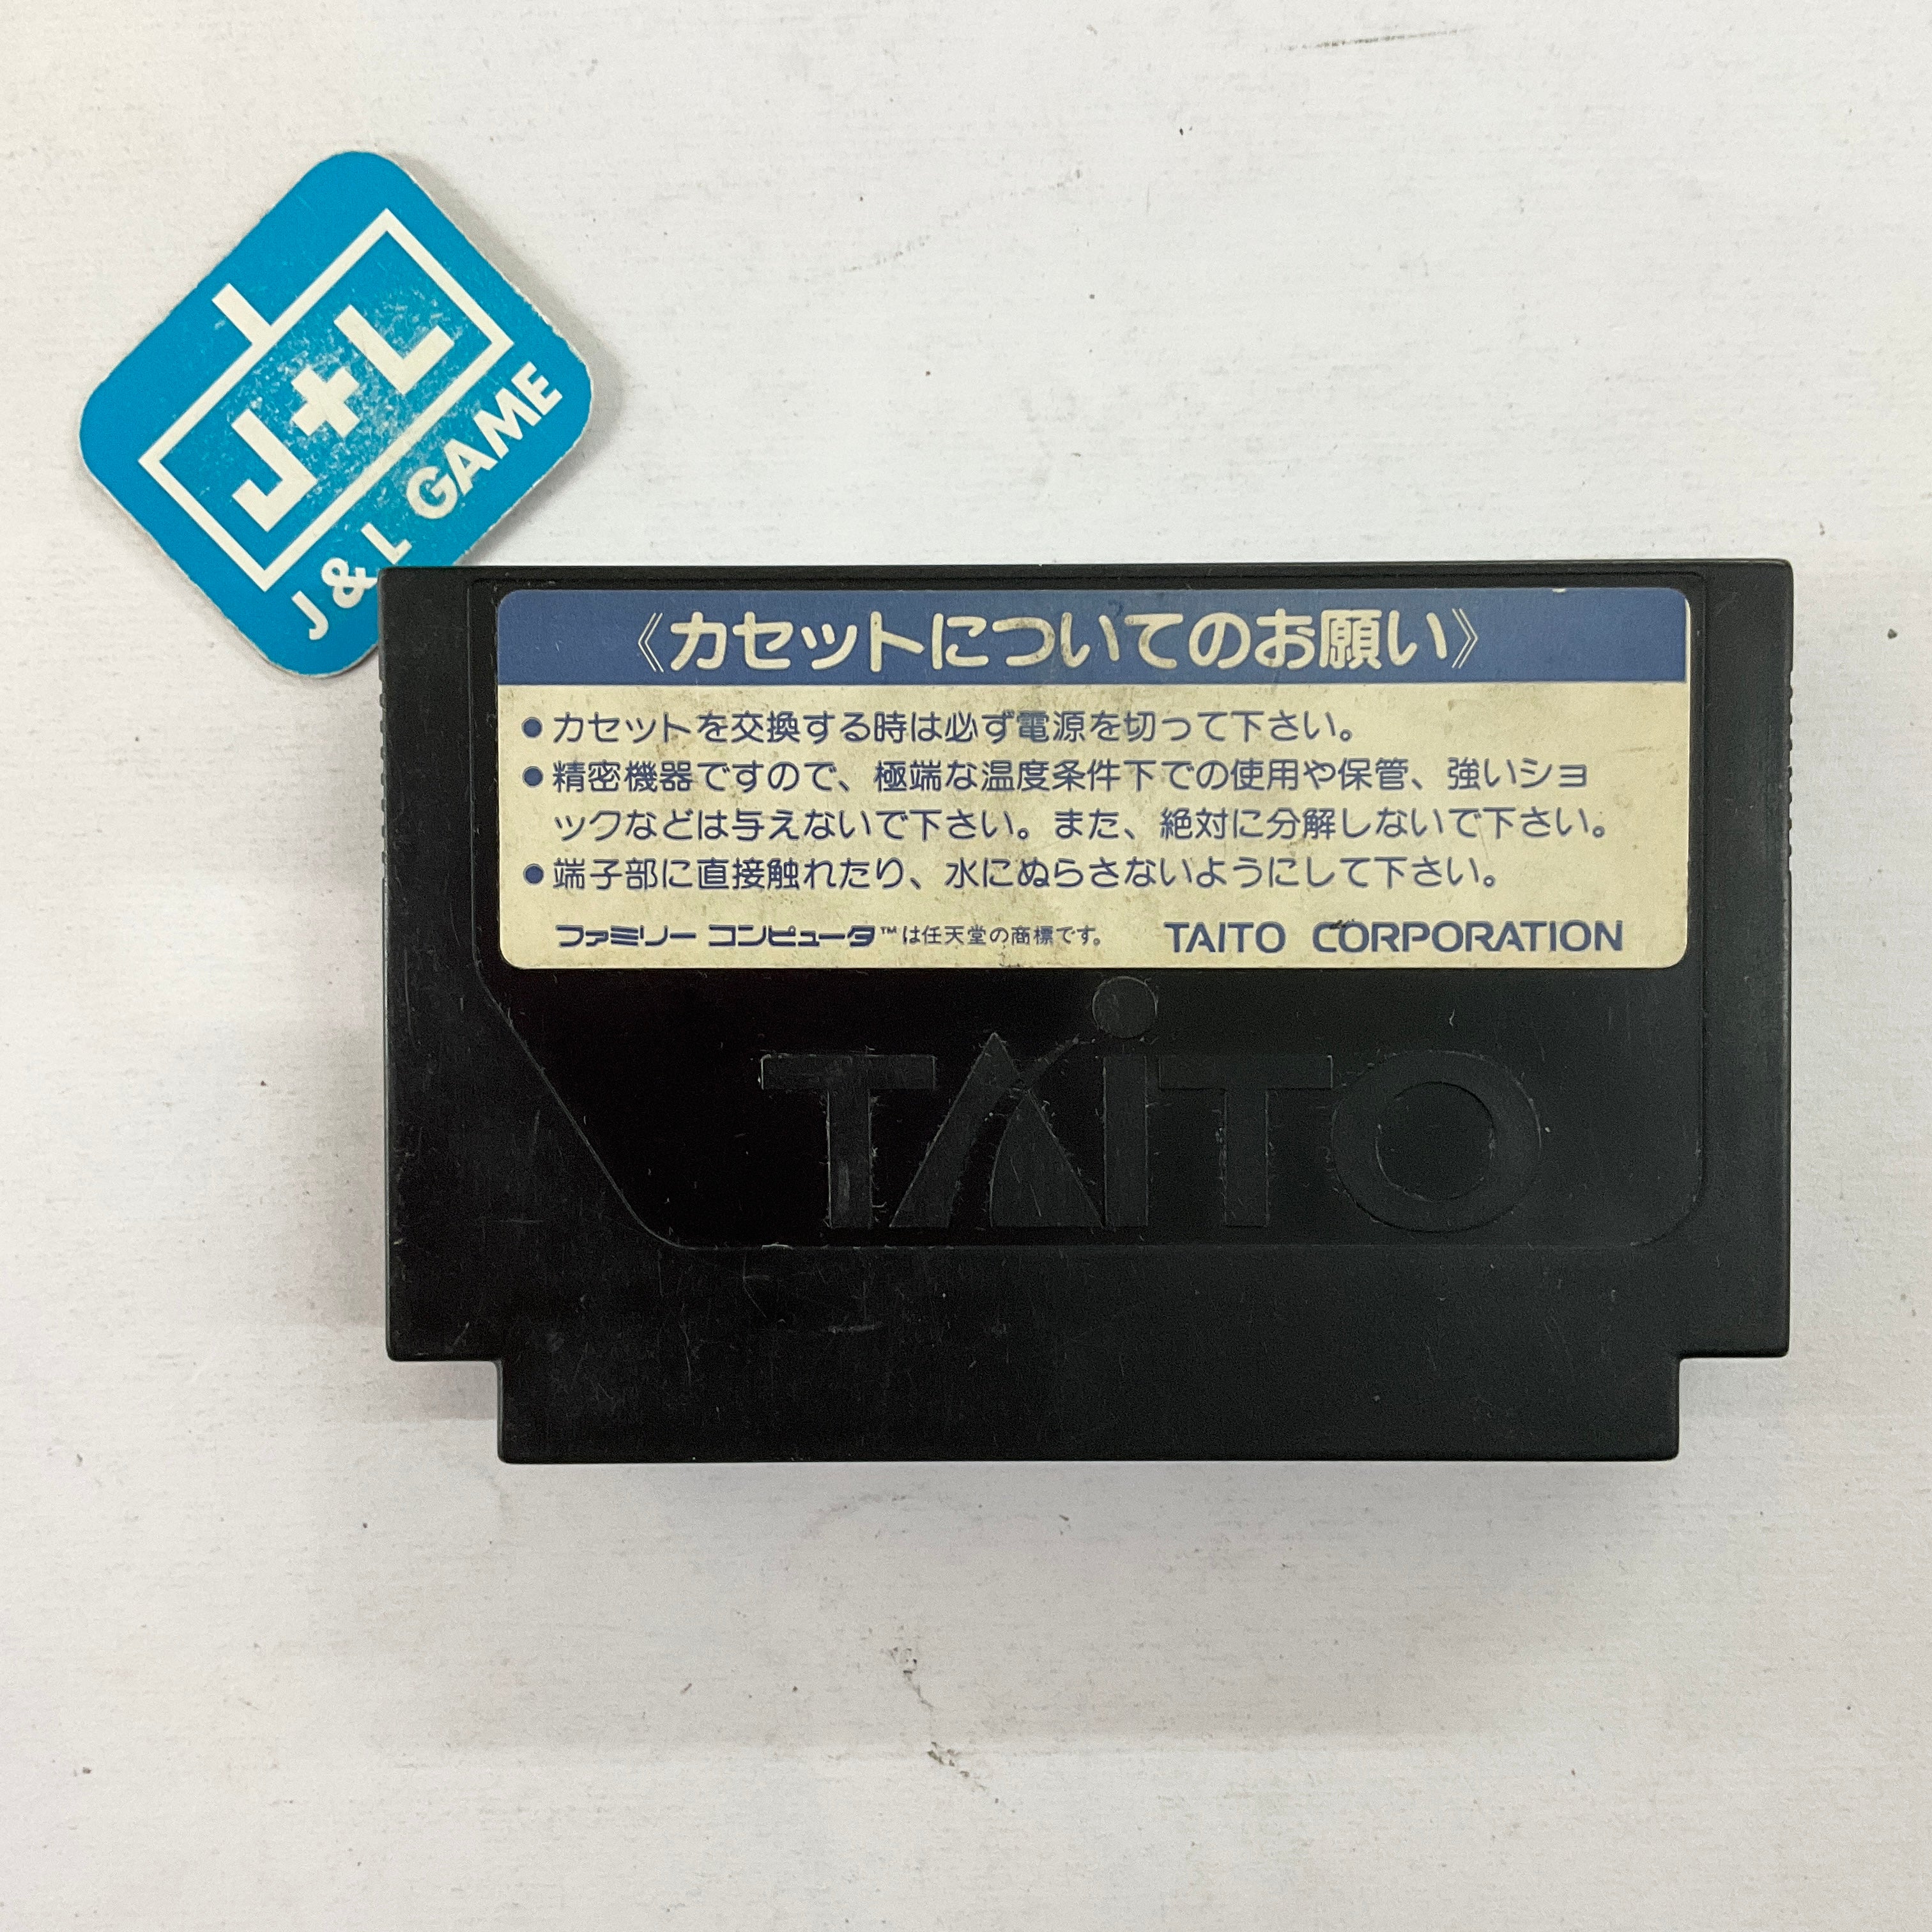 J+L
J & L GAME
《カセットについてのお願い》
●カセットを交換する時は必ず電源を切って下さい。
●精密機器ですので、極端な温度条件下での使用や保管、強いショ
ックなどは与えないで下さい。また、絶対に分解しないで下さい。
●端子部に直接触れたり、水にぬらさないようにして下さい。
ファミリー コンピュータ™は任天堂の商標です。 TAITO CORPORATION
TAiTO